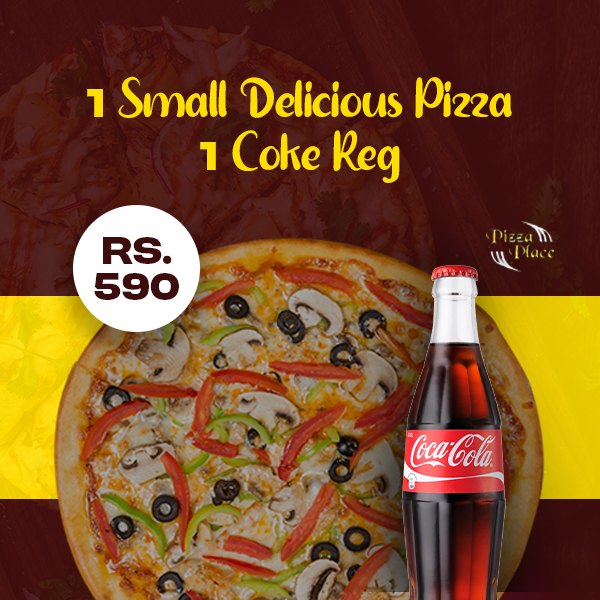 1 Small Delicious Pizza
1 Coke Reg
RS.
590
Pizza
Place
Coca-Cola